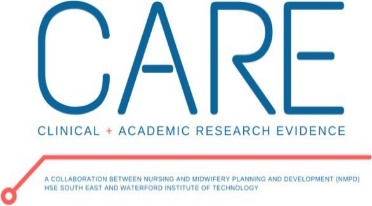 CARE
CLINICAL + ACADEMIC RESEARCH EVIDENCE
A COLLABORATION BETWEEN NURSING AND MIDWIFERY PLANNING AND DEVELOPMENT (NMPD)
HSE SOUTH EAST AND WATERFORD INSTITUTE OF TECHNOLOGY